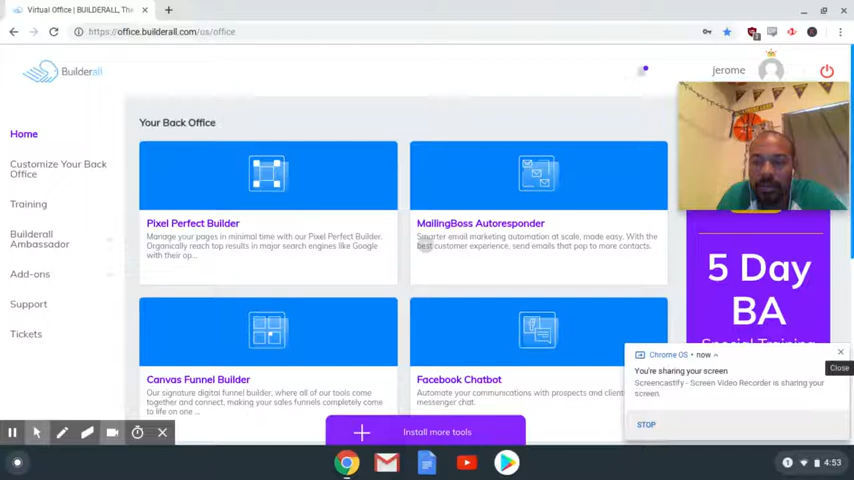 Virtual Office | BUILDERALL, The
https://office.builderall.com/us/office
Builderall
jerome
Home
Customize Your Back
Office
Training
Builderall
Ambassador
Add-ons
Support
Tickets
Your Back Office
Pixel Perfect Builder
Manage your pages in minimal time with our Pixel Perfect Builder.
Organically reach top results in major search engines like Google
with their op...
MailingBoss Autoresponder
Smarter email marketing automation at scale, made easy. With the
best customer experience, send emails that pop to more contacts.
Canvas Funnel Builder
Our signature digital funnel builder, where all of our tools come
together and connect, making your sales funnels completely come
to life on one ...
Facebook Chatbot
Automate your communications with prospects and
messenger chat.
Install more tools
5 Day
BA
Special Training
Chrome OS • now
You're sharing your screen
Screencastify - Screen Video Recorder is sharing your
screen.
STOP
Close
1
4:53